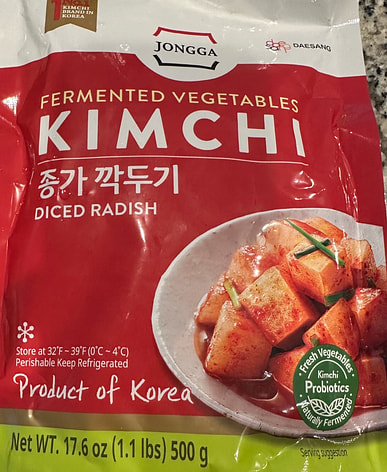 KIMCHI
BRAND IN
KOREA
JONGGA
DAESANG
FERMENTED VEGETABLES
KIMCHI
종가 깍두기
DICED RADISH
Store at 32˚F ~ 39˚F (0˚C ~ 4˚C)
Perishable Keep Refrigerated
Product of Korea
Fresh Vegetables
Kimchi
Probiotics
Naturally Fermented
Net WT. 17.6 oz (1.1 lbs) 500 g
Serving suggestion